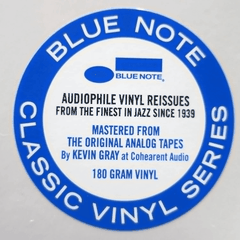 BLUE NOTE
BLUE NOTE
AUDIOPHILE VINYL REISSUES
FROM THE FINEST IN JAZZ SINCE 1939
MASTERED FROM
THE ORIGINAL ANALOG TAPES
By KEVIN GRAY at Cohearent Audio
180 GRAM VINYL
CLASSIC VINYL SERIES